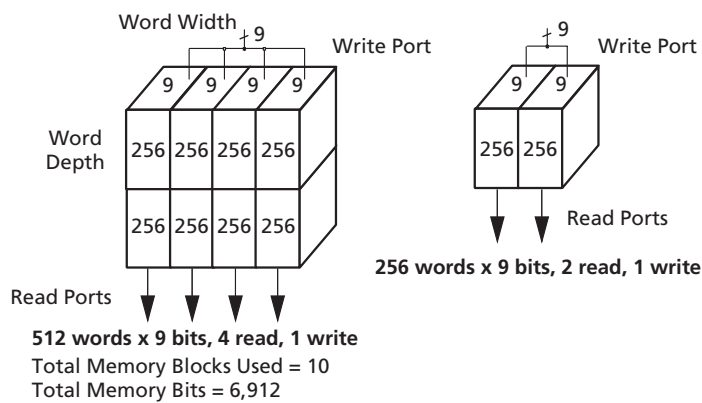 Word Width
9
Write Port
9 9 9 9
Word
Depth
256 256 256 256
256 256 256 256
Read Ports
512 words x 9 bits, 4 read, 1 write
Total Memory Blocks Used = 10
Total Memory Bits = 6,912
9
Write Port
9 9
256 256
Read Ports
256 words x 9 bits, 2 read, 1 write